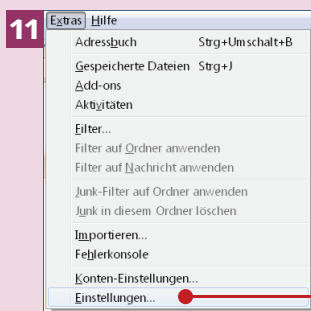 11
Extras Hilfe
Adressbuch Strg+Umschalt+B
Gespeicherte Dateien Strg+J
Add-ons
Aktivitäten
Filter...
Filter auf Ordner anwenden
Filter auf Nachricht anwenden
Junk-Filter auf Ordner anwenden
Junk in diesem Ordner löschen
Importieren...
Fehlerkonsole
Konten-Einstellungen...
Einstellungen...